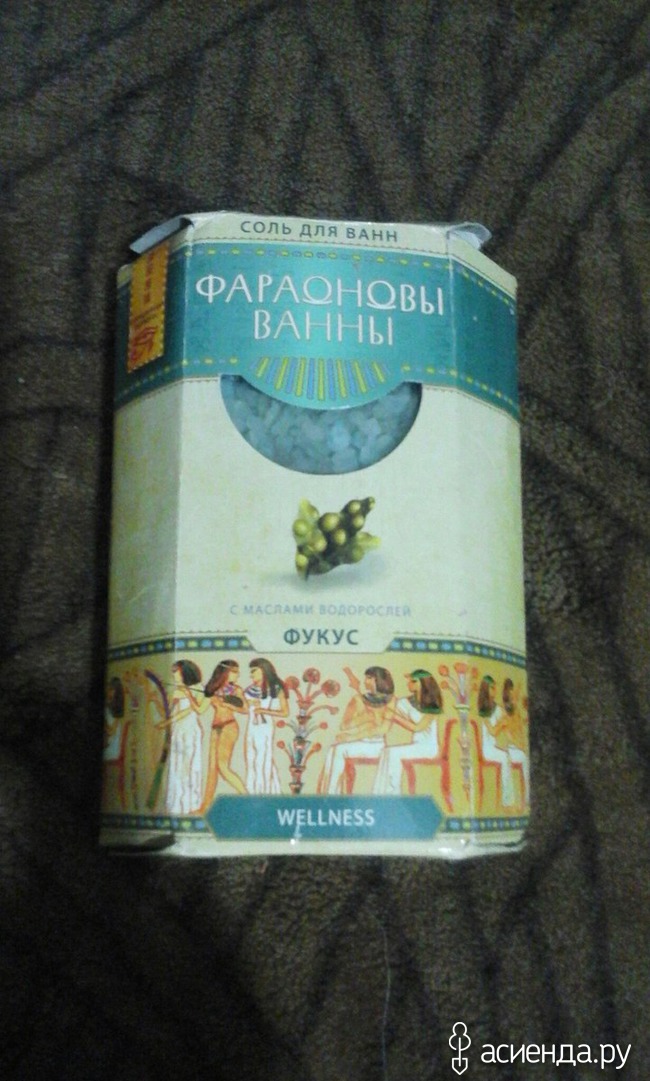 СОЛЬ ДЛЯ ВАНН
ФАРАОНОВЫ
ВАННЫ
С МАСЛАМИ ВОДОРОСЛЕЙ
ФУКУС
WELLNESS
асиенда.ру